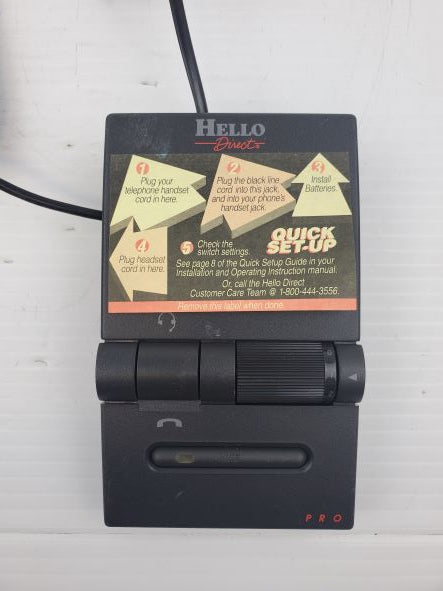 HELLO
Direct
1
Plug your
telephone handset
cord in here.
2
Plug the black line
cord into this jack,
and into your phone's
handset jack.
3
Install
Batteries.
4
Plug headset
cord in here.
5
Check the
switch settings.
QUICK
SET-UP
See page 8 of the Quick Setup Guide in your
Installation and Operating Instruction manual.
Or, call the Hello Direct
Customer Care Team @ 1-800-444-3556.
Remove this label when done.
PRO